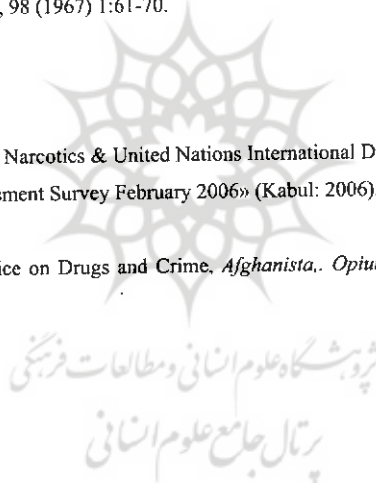 , 98 (1967) 1:61-70.
Narcotics & United Nations International D
sment Survey February 2006» (Kabul: 2006)
ice on Drugs and Crime, Afghanista,. Opiu
پژوهشگاه علوم انسانی و مطالعات فرهنگی
پرتال جامع علوم انسانی